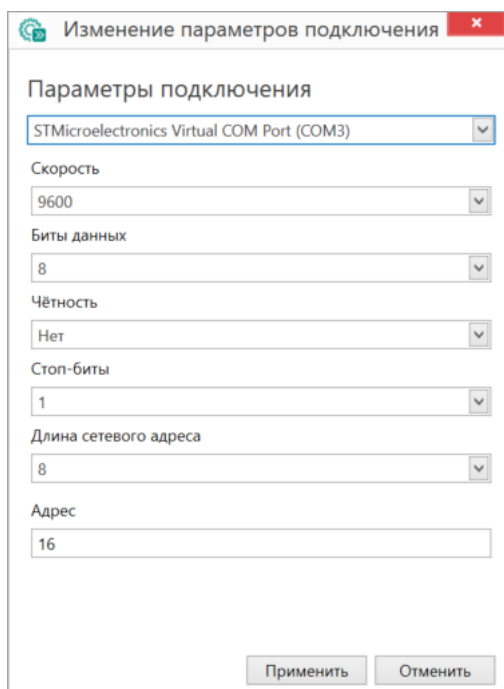 Изменение параметров подключения
Параметры подключения
STMicroelectronics Virtual COM Port (COM3)
Скорость
9600
Биты данных
8
Чётность
Нет
Стоп-биты
1
Длина сетевого адреса
8
Адрес
16
Применить Отменить